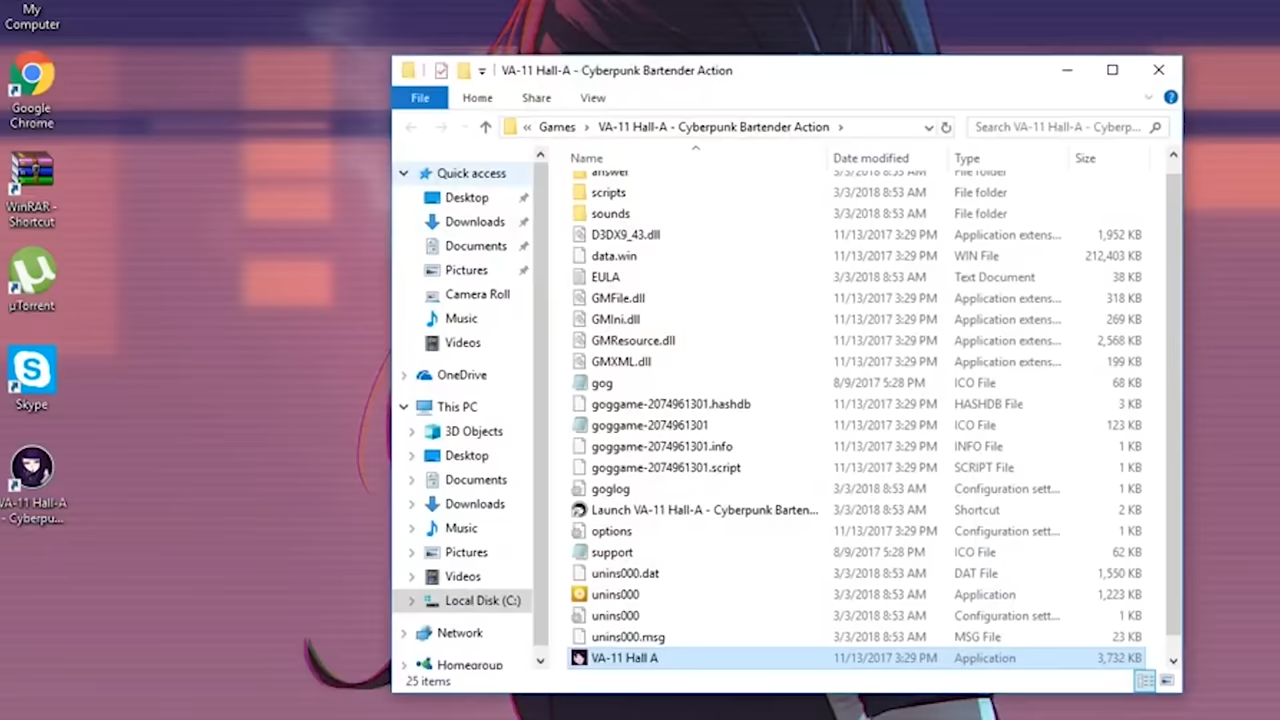 My
Computer
Google
Chrome
WinRAR -
Shortcut
µTorrent
Skype
VA-11 Hall-A
- Cyberpu...
VA-11 Hall-A - Cyberpunk Bartender Action
File Home Share View
« Games › VA-11 Hall-A - Cyberpunk Bartender Action › Search VA-11 Hall-A - Cyberp...
Quick access
Desktop
Downloads
Documents
Pictures
Camera Roll
Music
Videos
OneDrive
This PC
3D Objects
Desktop
Documents
Downloads
Music
Pictures
Videos
Local Disk (C:)
Network
Homegroup
Name Date modified Type Size
answer 3/3/2018 8:53 AM File folder
scripts 3/3/2018 8:53 AM File folder
sounds 3/3/2018 8:53 AM File folder
D3DX9_43.dll 11/13/2017 3:29 PM Application extens... 1,952 KB
data.win 11/13/2017 3:29 PM WIN File 212,403 KB
EULA 3/3/2018 8:53 AM Text Document 38 KB
GMFile.dll 11/13/2017 3:29 PM Application extens... 318 KB
GMIni.dll 11/13/2017 3:29 PM Application extens... 269 KB
GMResource.dll 11/13/2017 3:29 PM Application extens... 2,568 KB
GMXML.dll 11/13/2017 3:29 PM Application extens... 199 KB
gog 8/9/2017 5:28 PM ICO File 68 KB
goggame-2074961301.hashdb 11/13/2017 3:29 PM HASHDB File 3 KB
goggame-2074961301 11/13/2017 3:29 PM ICO File 123 KB
goggame-2074961301.info 11/13/2017 3:29 PM INFO File 1 KB
goggame-2074961301.script 11/13/2017 3:29 PM SCRIPT File 1 KB
goglog 3/3/2018 8:53 AM Configuration sett... 1 KB
Launch VA-11 Hall-A - Cyberpunk Barten... 3/3/2018 8:53 AM Shortcut 2 KB
options 11/13/2017 3:29 PM Configuration sett... 1 KB
support 8/9/2017 5:28 PM ICO File 62 KB
unins000.dat 3/3/2018 8:53 AM DAT File 1,550 KB
unins000 3/3/2018 8:53 AM Application 1,223 KB
unins000 3/3/2018 8:53 AM Configuration sett... 1 KB
unins000.msg 3/3/2018 8:53 AM MSG File 23 KB
VA-11 Hall A 11/13/2017 3:29 PM Application 3,732 KB
25 items